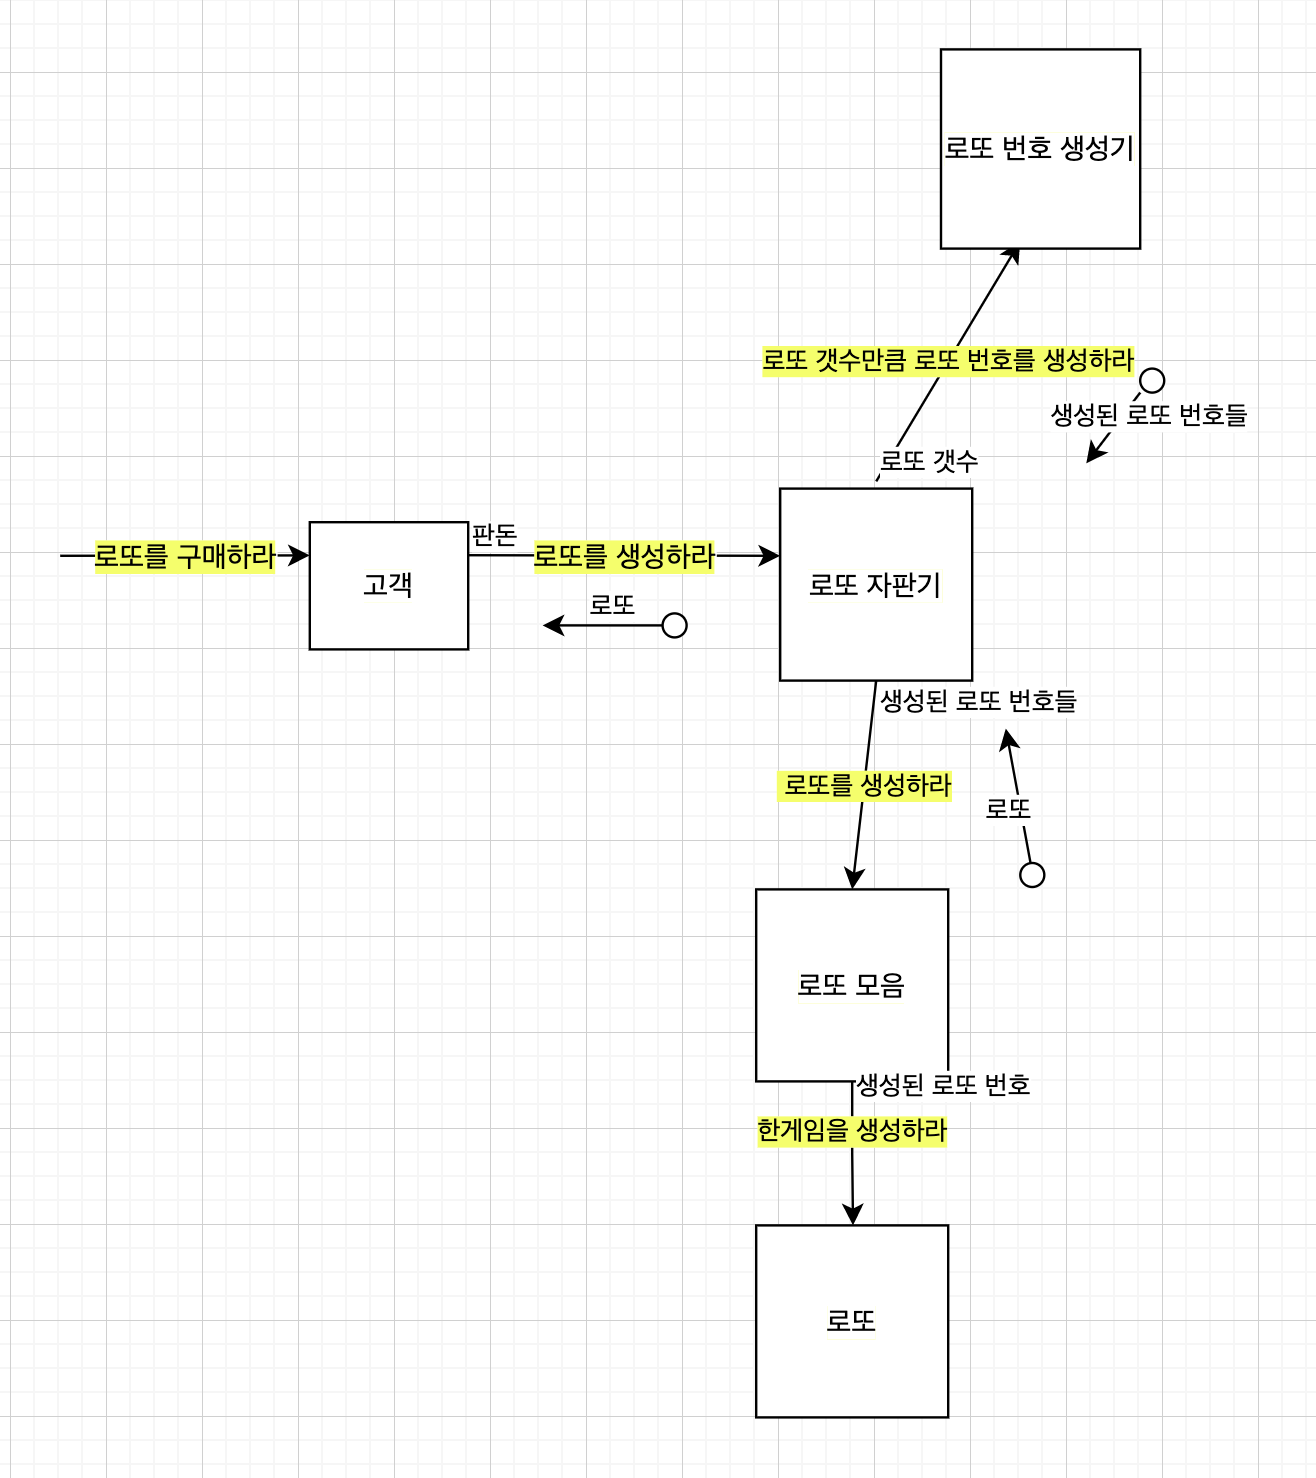 로또 번호 생성기
로또 갯수만큼 로또 번호를 생성하라
생성된 로또 번호들
로또 갯수
로또를 구매하라
고객
판돈
로또를 생성하라
로또
로또 자판기
생성된 로또 번호들
로또를 생성하라
로또
로또 모음
생성된 로또 번호
한게임을 생성하라
로또